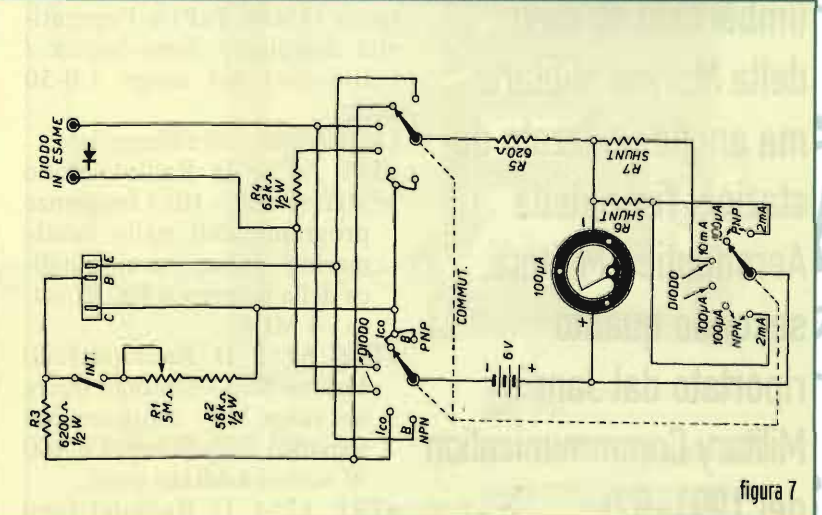 DIODO
IN ESAME
E
B
C
R3
6200Ω
½W
INT.
R1
5MΩ
R2
56kΩ
½W
R4
62kΩ
½W
DIODO
Ico
B
PNP
Ico
B
NPN
COMMUT.
6V
R5
620Ω
R7
SHUNT
R6
SHUNT
100µA
10mA
100µA
PNP
2mA
DIODO
100µA
100µA
NPN
2mA
figura 7